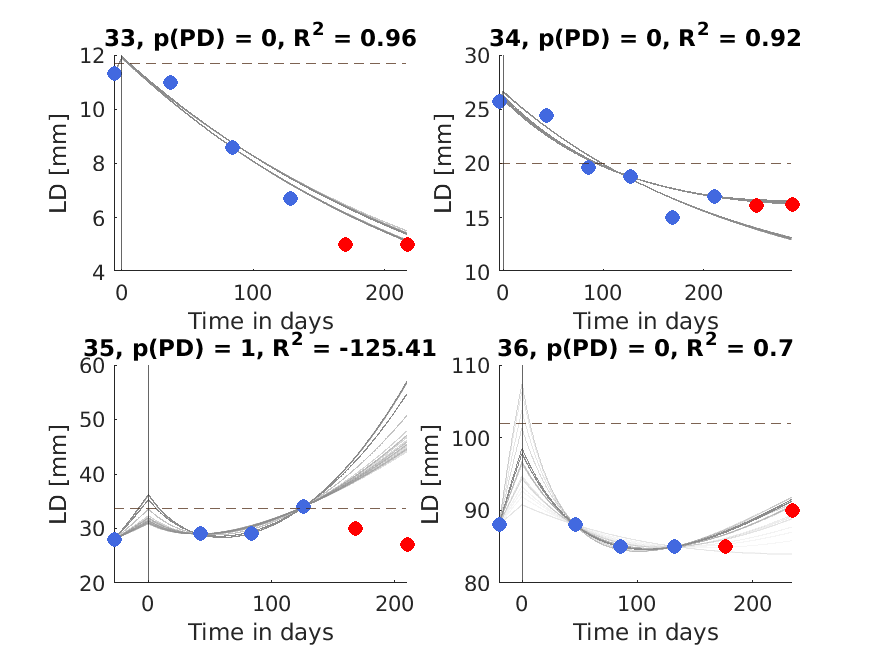 33, p(PD) = 0, R² = 0.96
12
10
8
6
4
LD [mm]
0
100
200
Time in days
34, p(PD) = 0, R² = 0.92
30
25
20
15
10
LD [mm]
0
100
200
Time in days
35, p(PD) = 1, R² = -125.41
60
50
40
30
20
LD [mm]
0
100
200
Time in days
36, p(PD) = 0, R² = 0.7
110
100
90
80
LD [mm]
0
100
200
Time in days